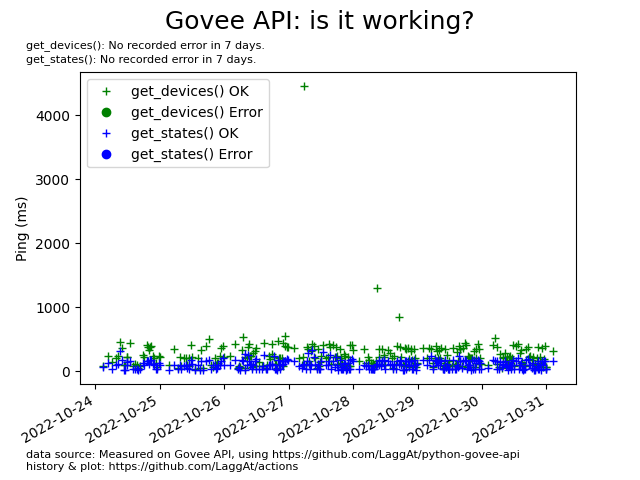 Govee API: is it working?
get_devices(): No recorded error in 7 days.
get_states(): No recorded error in 7 days.
get_devices() OK
get_devices() Error
get_states() OK
get_states() Error
Ping (ms)
4000
3000
2000
1000
0
2022-10-24
2022-10-25
2022-10-26
2022-10-27
2022-10-28
2022-10-29
2022-10-30
2022-10-31
data source: Measured on Govee API, using https://github.com/LaggAt/python-govee-api
history & plot: https://github.com/LaggAt/actions